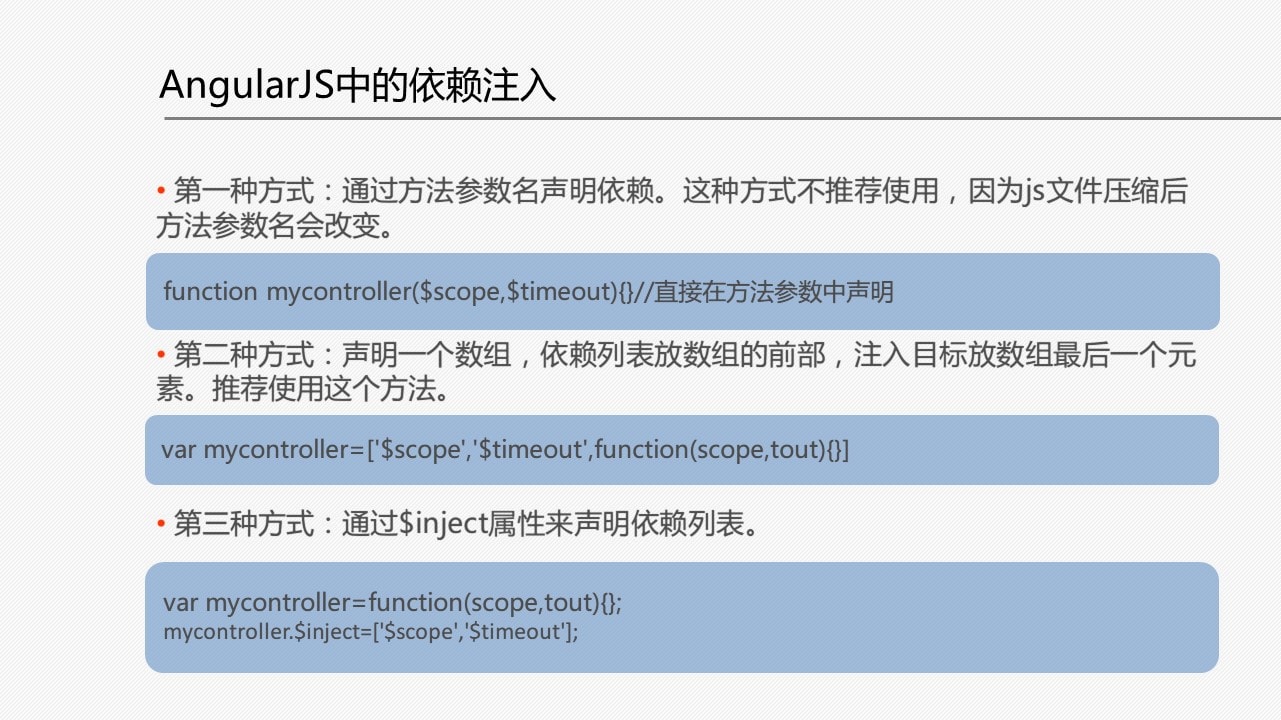 AngularJS中的依赖注入
• 第一种方式：通过方法参数名声明依赖。这种方式不推荐使用，因为js文件压缩后
方法参数名会改变。
function mycontroller($scope,$timeout){}//直接在方法参数中声明
• 第二种方式：声明一个数组，依赖列表放数组的前部，注入目标放数组最后一个元
素。推荐使用这个方法。
var mycontroller=['$scope','$timeout',function(scope,tout){}]
• 第三种方式：通过$inject属性来声明依赖列表。
var mycontroller=function(scope,tout){};
mycontroller.$inject=['$scope','$timeout'];